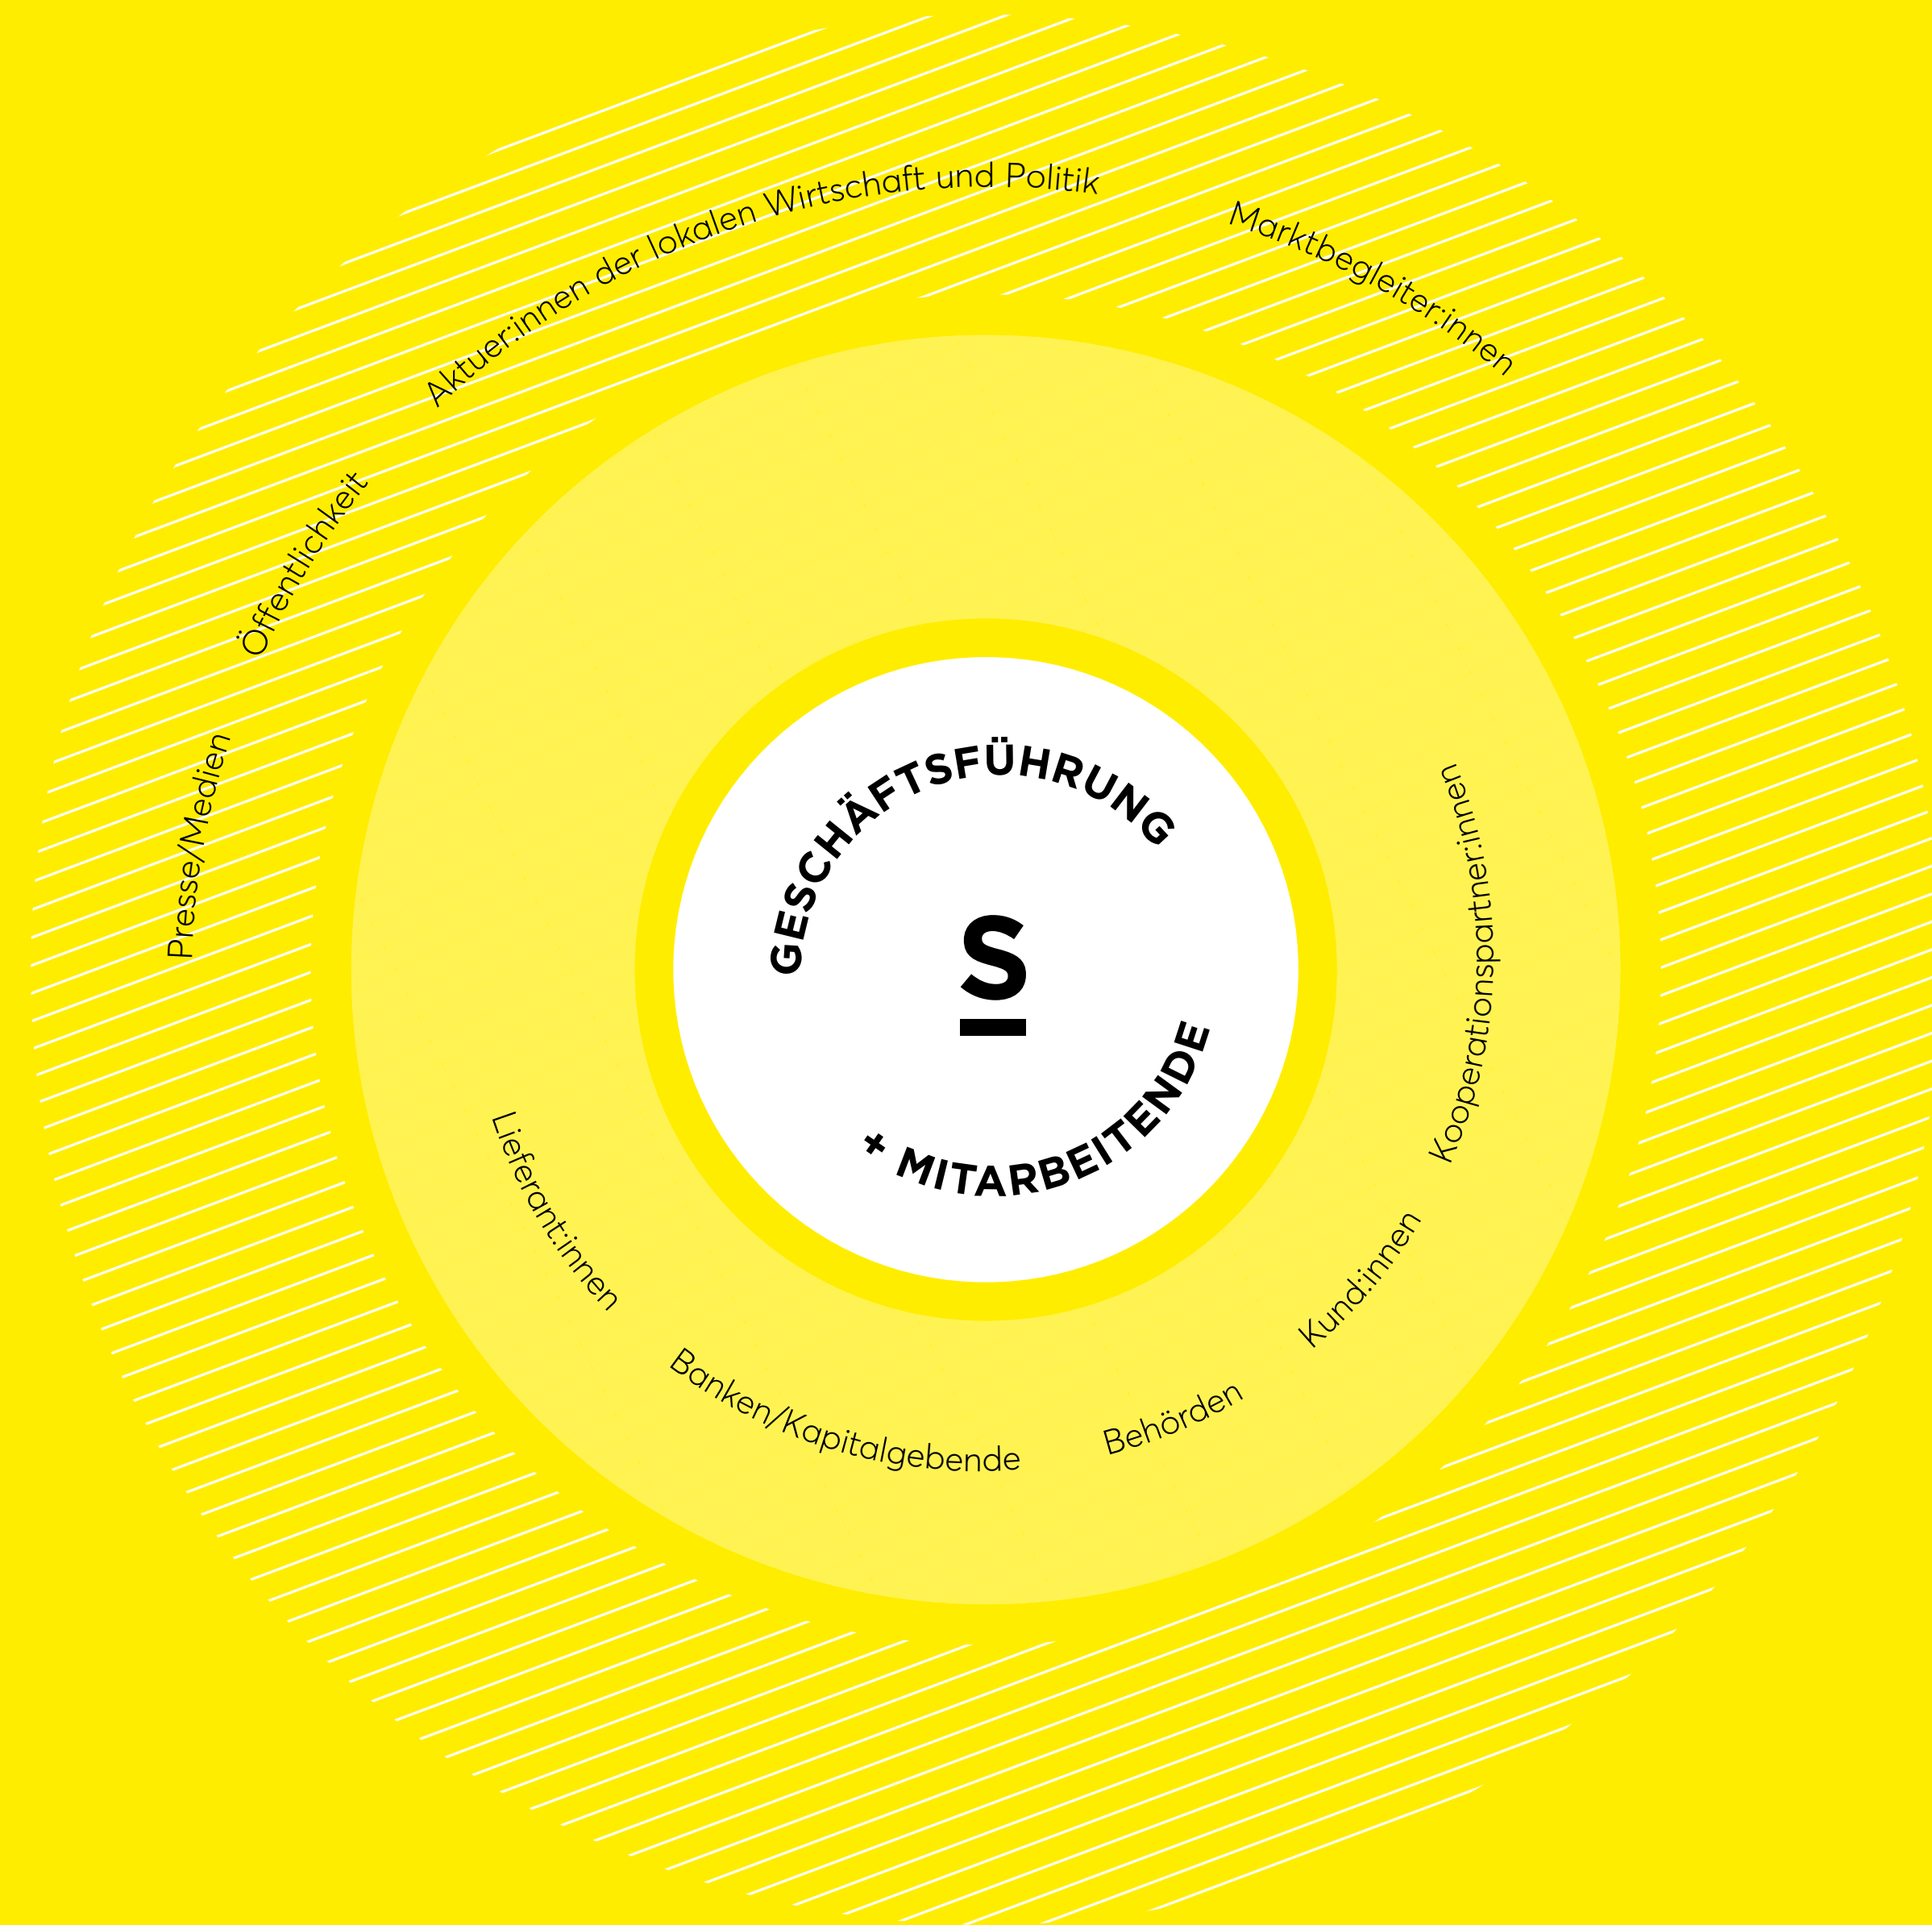 Aktuer:innen der lokalen Wirtschaft und Politik
Marktbegleiter:innen
Öffentlichkeit
Presse/Medien
GESCHÄFTSFÜHRUNG
S
+ MITARBEITENDE
Kooperationspartner:innen
Lieferant:innen
Kund:innen
Banken/Kapitalgebende
Behörden